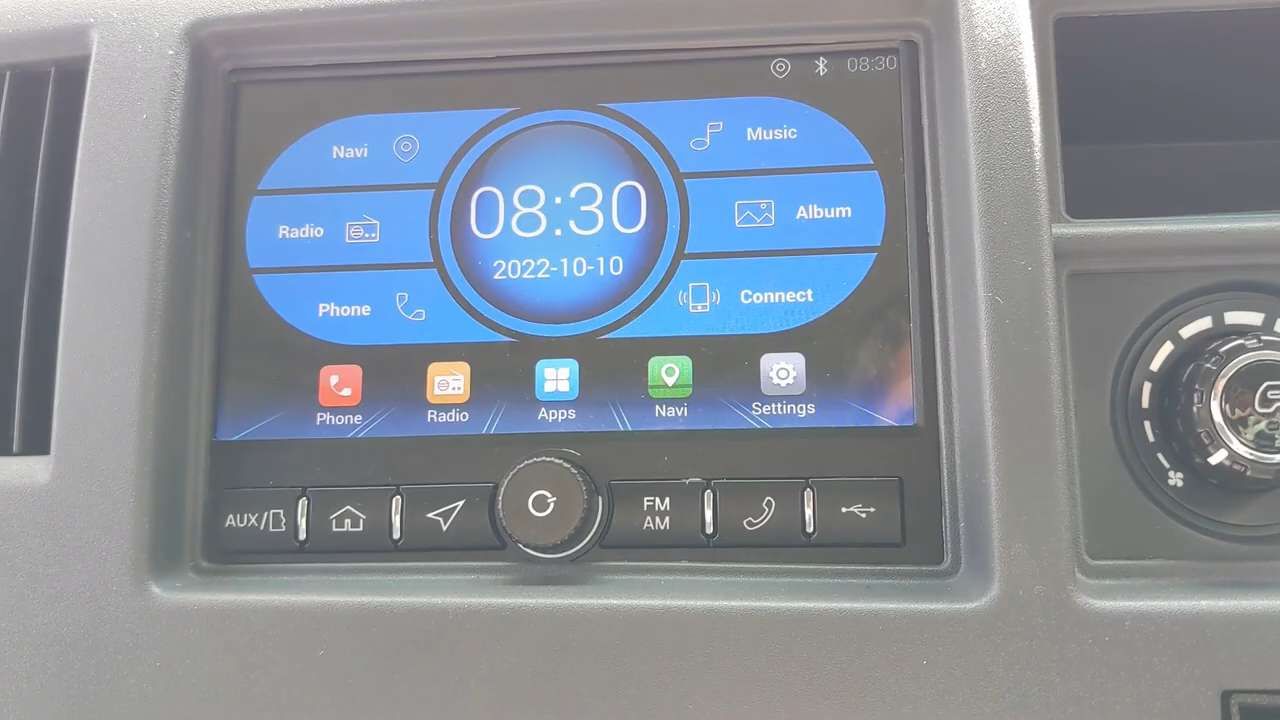 08:30
Navi
Music
08:30
Radio
Album
2022-10-10
Phone
Connect
Phone
Radio
Apps
Navi
Settings
AUX/
FM
AM